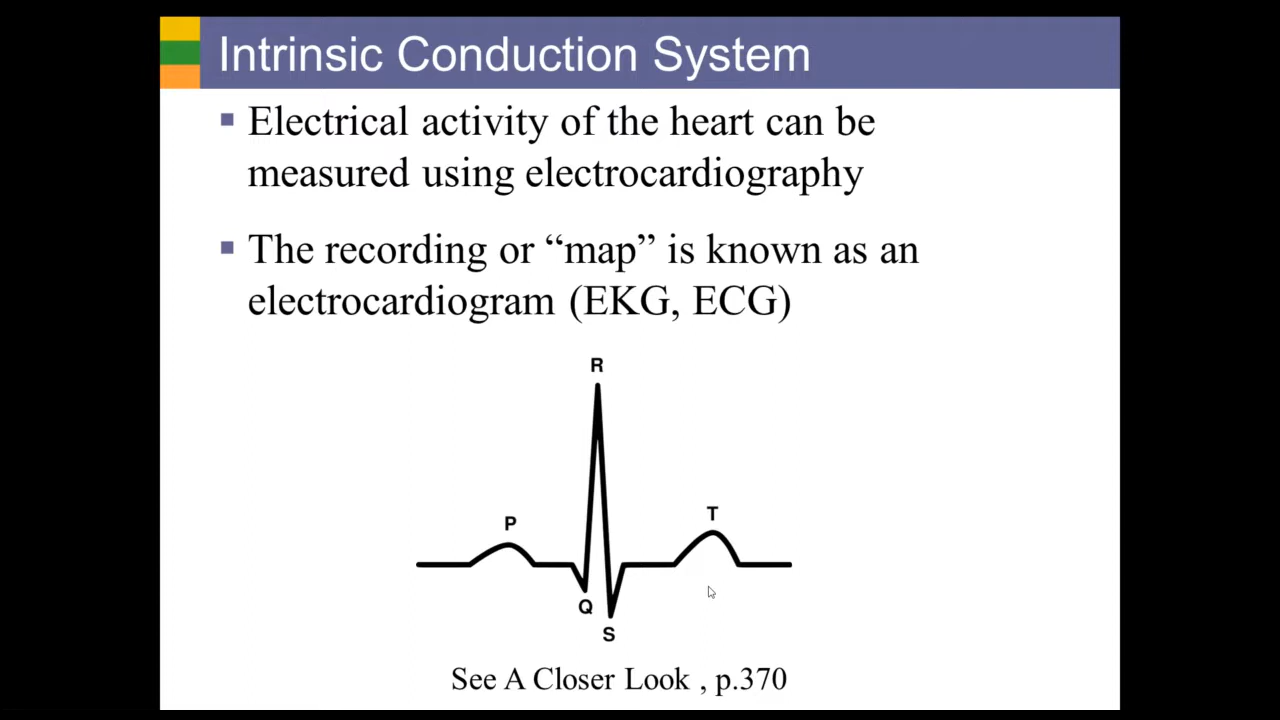 Intrinsic Conduction System
Electrical activity of the heart can be
measured using electrocardiography
The recording or “map” is known as an
electrocardiogram (EKG, ECG)
R
P
T
Q
S
See A Closer Look , p.370